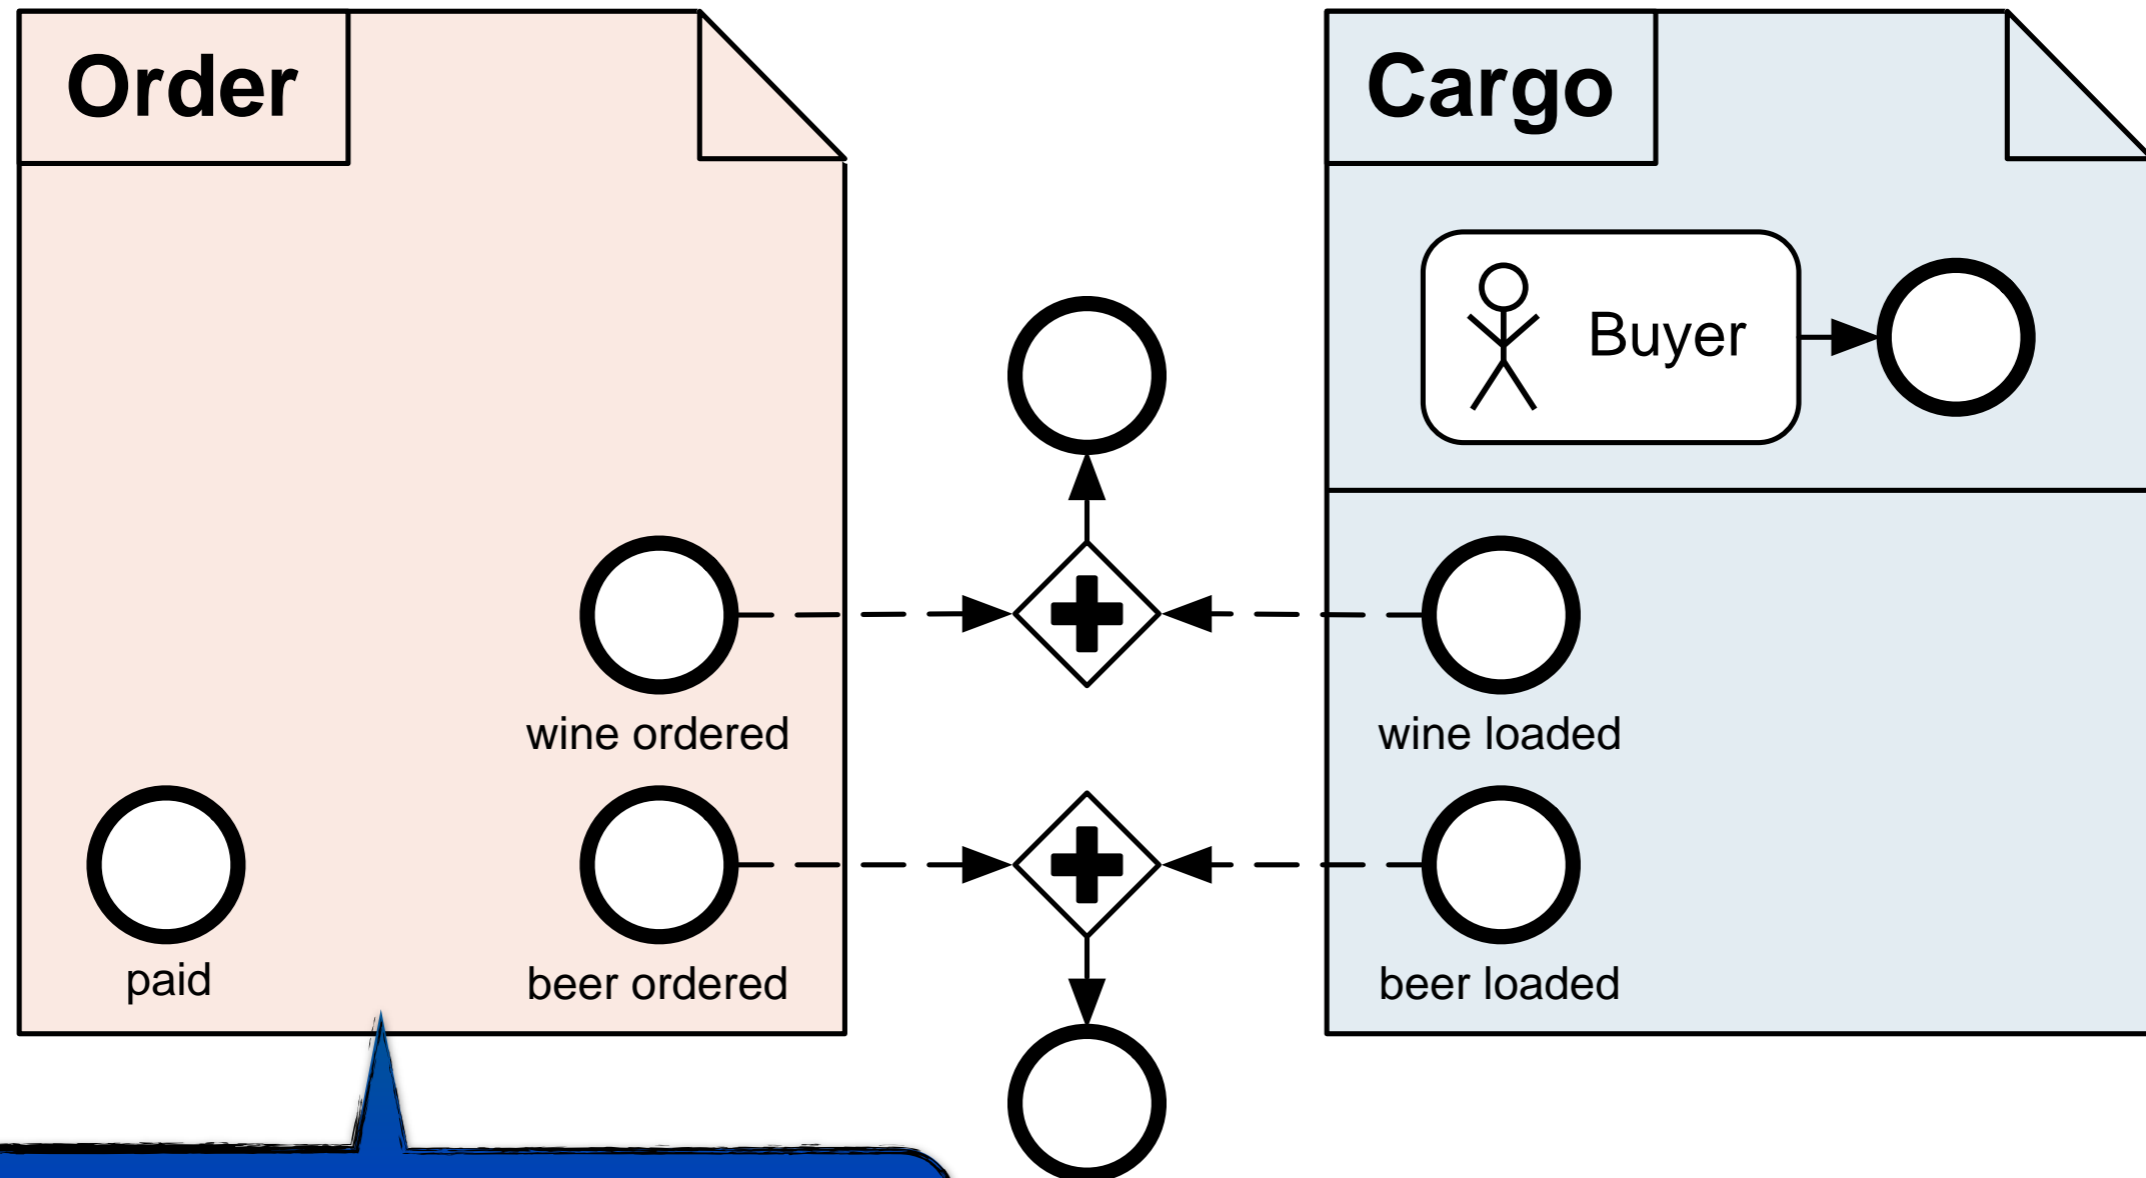 Order
Cargo
Buyer
wine ordered
wine loaded
paid
beer ordered
beer loaded